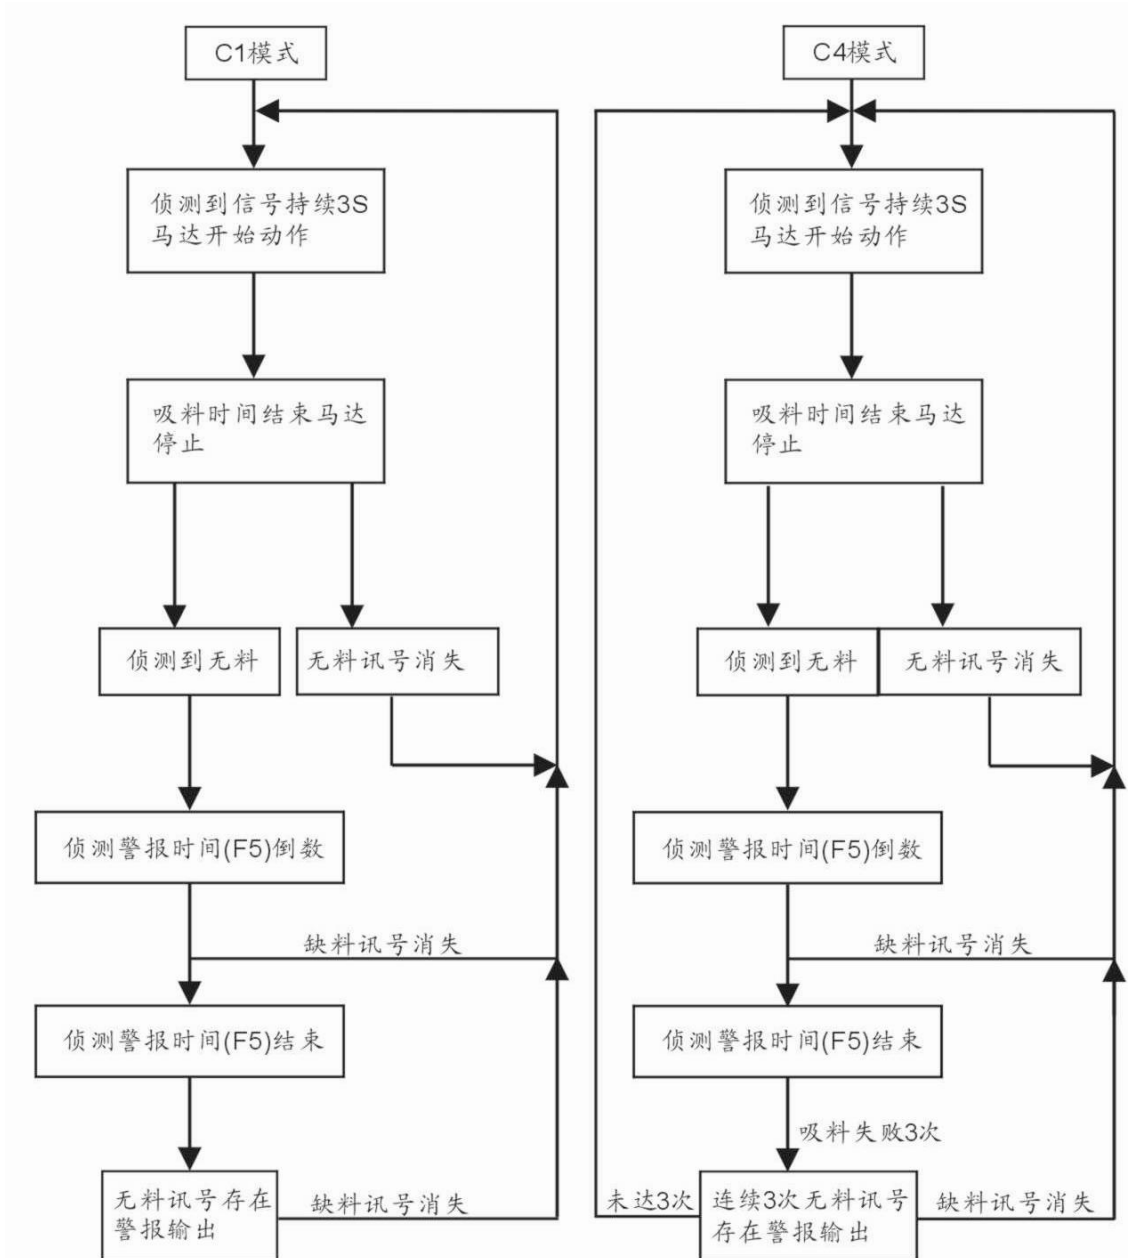 C1模式
侦测到信号持续3S
马达开始动作
吸料时间结束马达
停止
侦测到无料
无料讯号消失
侦测警报时间(F5)倒数
缺料讯号消失
侦测警报时间(F5)结束
无料讯号存在
警报输出
缺料讯号消失
C4模式
侦测到信号持续3S
马达开始动作
吸料时间结束马达
停止
侦测到无料
无料讯号消失
侦测警报时间(F5)倒数
缺料讯号消失
侦测警报时间(F5)结束
吸料失败3次
未达3次
连续3次无料讯号
存在警报输出
缺料讯号消失